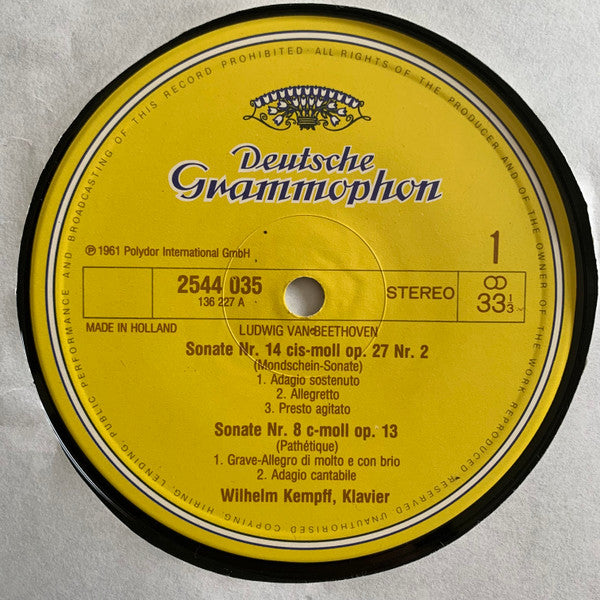 ALL RIGHTS OF THE PRODUCER AND OF THE OWNER OF THE WORK REPRODUCED RESERVED UNAUTHORISED COPYING HIRING, LENDING, PUBLIC PERFORMANCE AND BROADCASTING OF THIS RECORD PROHIBITED ·
Deutsche
Grammophon
℗ 1961 Polydor International GmbH
1
2544 035
136 227 A
STEREO
33⅓
MADE IN HOLLAND
LUDWIG VAN BEETHOVEN
Sonate Nr. 14 cis-moll op. 27 Nr. 2
(Mondschein-Sonate)
1. Adagio sostenuto
2. Allegretto
3. Presto agitato
Sonate Nr. 8 c-moll op. 13
(Pathétique)
1. Grave-Allegro di molto e con brio
2. Adagio cantabile
Wilhelm Kempff, Klavier